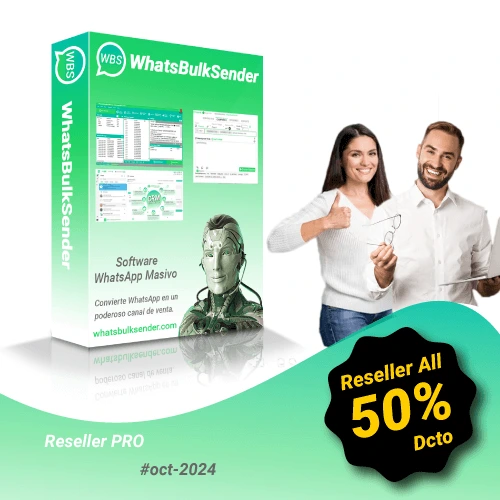 WBS
WhatsBulkSender
WBS
WhatsBulkSender
Software
WhatsApp Masivo
Convierte WhatsApp en un
poderoso canal de venta.
whatsbulksender.com
Reseller All
50%
Dcto
Reseller PRO
#oct-2024